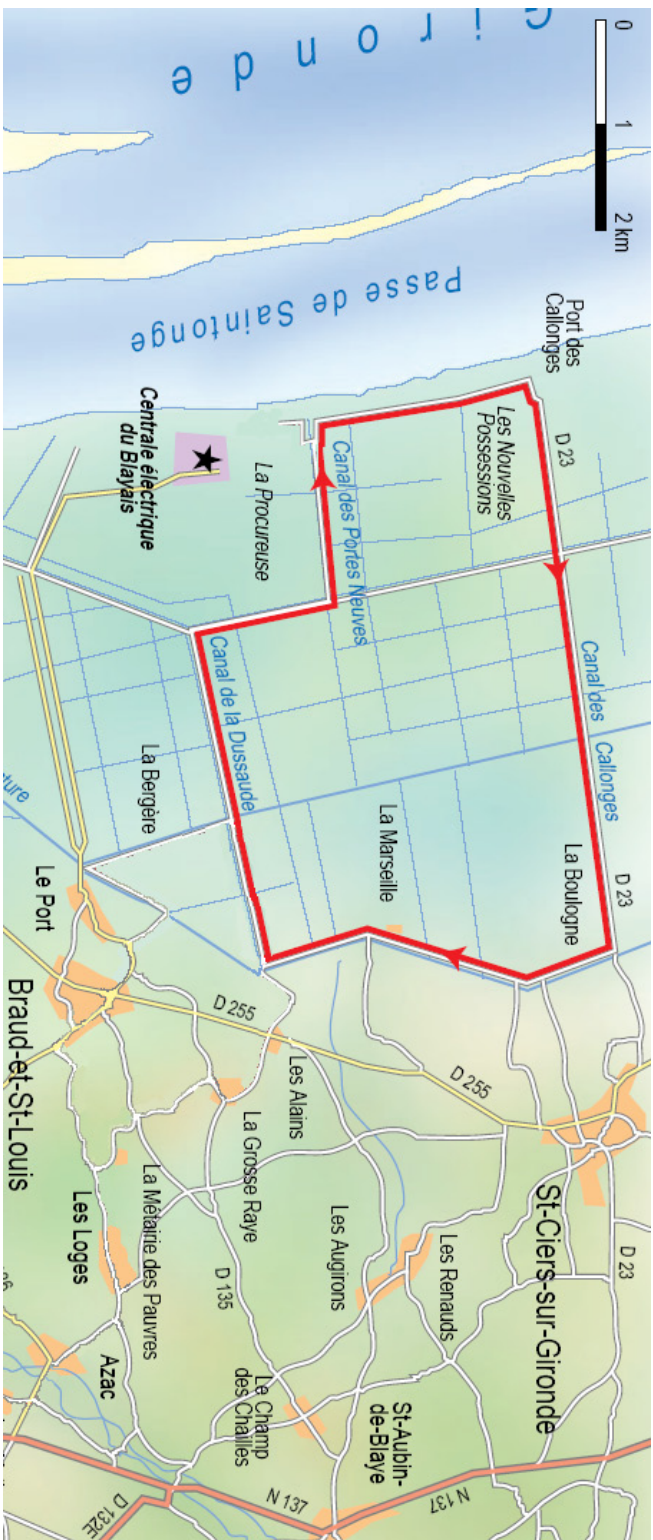 0 1 2 km
Gironde
Passe de Saintonge
Port des
Callonges
Les Nouvelles
Possessions
D 23
Canal des Portes Neuves
La Procureuse
Centrale électrique
du Blayais
Canal des
Callonges
D 23
La Boulogne
La Marseille
Canal de la Dussaude
La Bergère
ture
Le Port
Braud-et-St-Louis
D 255
D 255
Les Alains
La Grosse Raye
La Métairie des Pauvres
Les Loges
Les Augirons
Les Renauds
St-Ciers-sur-Gironde
D 23
D 135
Azac
Le Champ
des Chailles
St-Aubin-
de-Blaye
N 137
N 137
D 132E